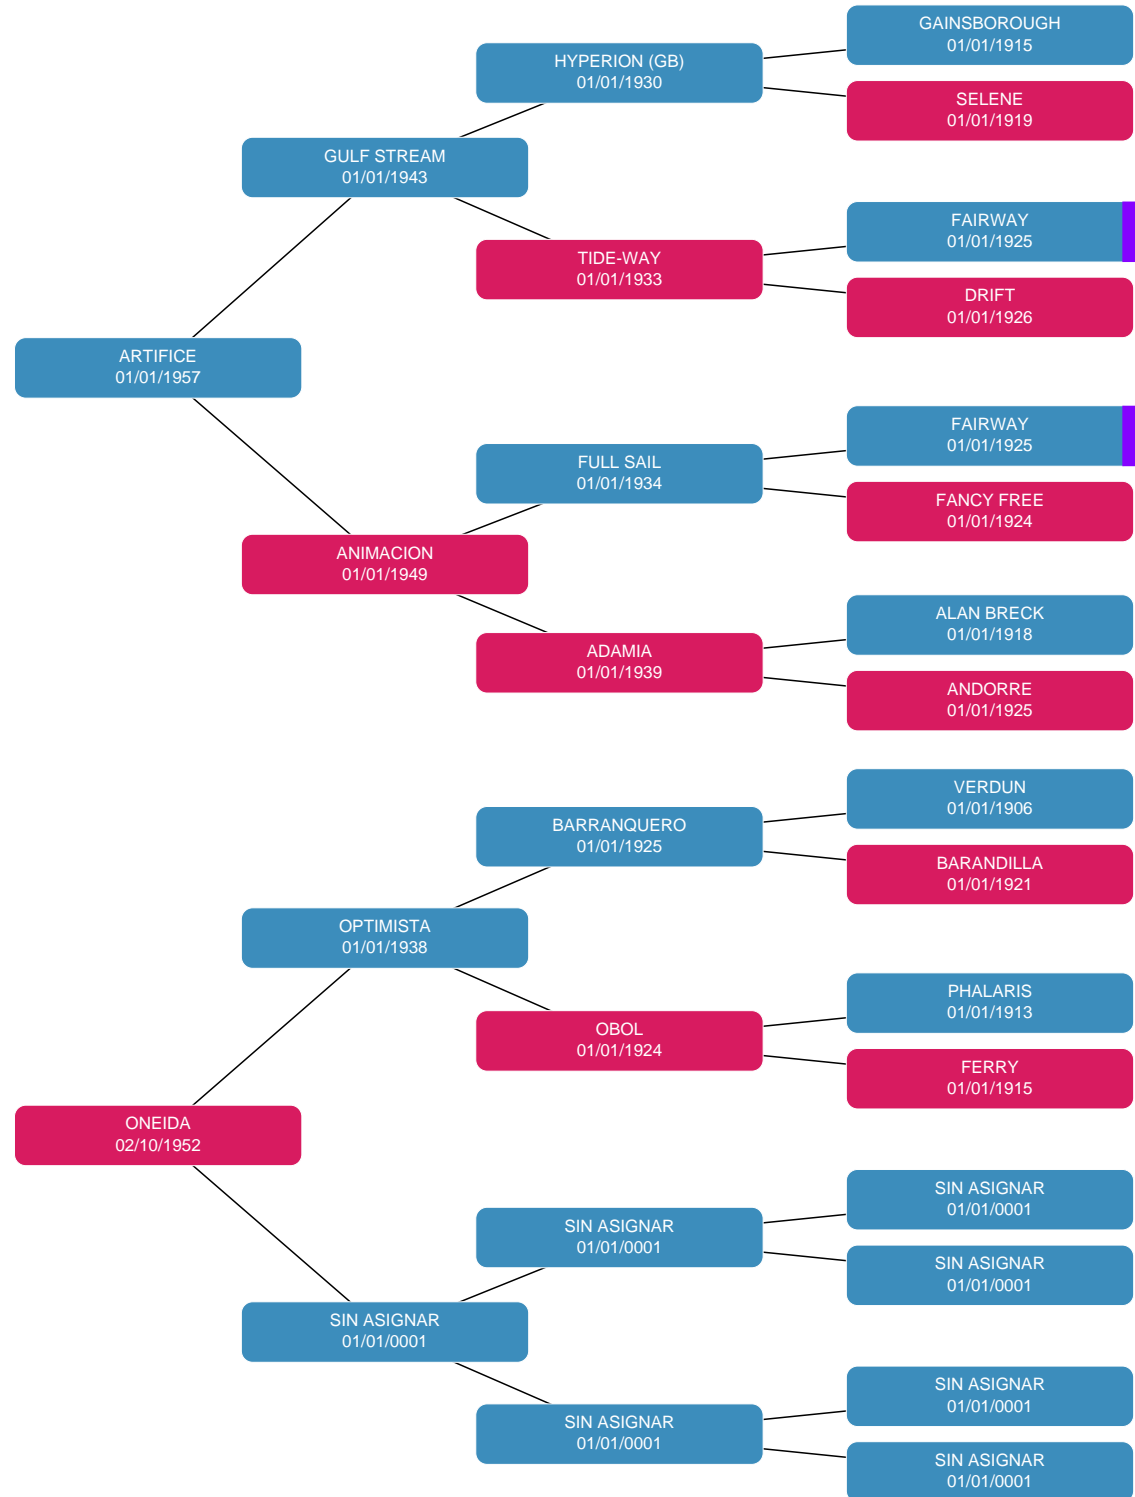 GAINSBOROUGH
01/01/1915
HYPERION (GB)
01/01/1930
SELENE
01/01/1919
GULF STREAM
01/01/1943
FAIRWAY
01/01/1925
TIDE-WAY
01/01/1933
DRIFT
01/01/1926
ARTIFICE
01/01/1957
FAIRWAY
01/01/1925
FULL SAIL
01/01/1934
FANCY FREE
01/01/1924
ANIMACION
01/01/1949
ALAN BRECK
01/01/1918
ADAMIA
01/01/1939
ANDORRE
01/01/1925
VERDUN
01/01/1906
BARRANQUERO
01/01/1925
BARANDILLA
01/01/1921
OPTIMISTA
01/01/1938
PHALARIS
01/01/1913
OBOL
01/01/1924
FERRY
01/01/1915
ONEIDA
02/10/1952
SIN ASIGNAR
01/01/0001
SIN ASIGNAR
01/01/0001
SIN ASIGNAR
01/01/0001
SIN ASIGNAR
01/01/0001
SIN ASIGNAR
01/01/0001
SIN ASIGNAR
01/01/0001
SIN ASIGNAR
01/01/0001